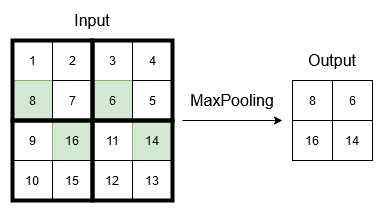 Input
1 2 3 4
8 7 6 5
9 16 11 14
10 15 12 13
MaxPooling
Output
8 6
16 14